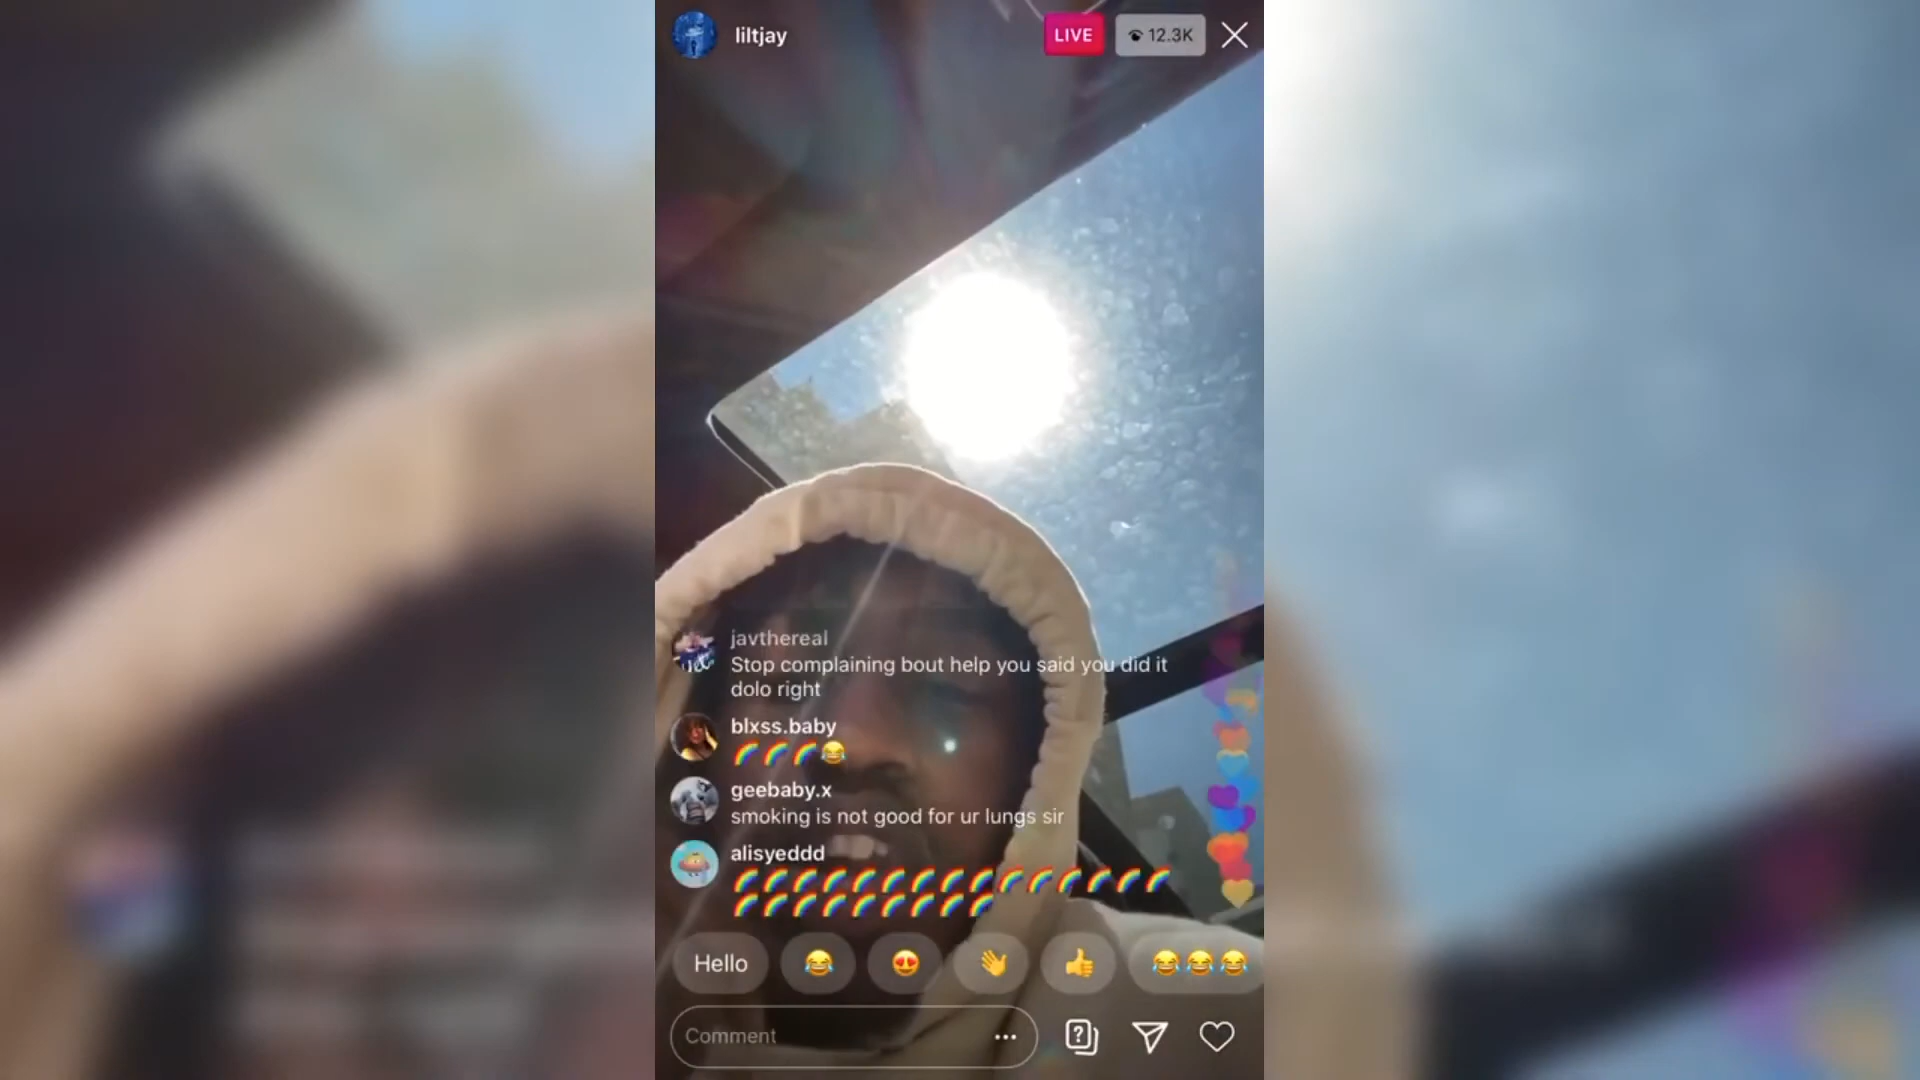 liltjay
LIVE
12.3K
javthereal
Stop complaining bout help you said you did it
dolo right
blxss.baby
🌈🌈🌈😂
geebaby.x
smoking is not good for ur lungs sir
alisyeddd
🌈🌈🌈🌈🌈🌈🌈🌈🌈🌈🌈🌈🌈🌈🌈
🌈🌈🌈🌈🌈🌈🌈🌈🌈
Hello 😂 😍 👋 👍 😂😂😂
Comment